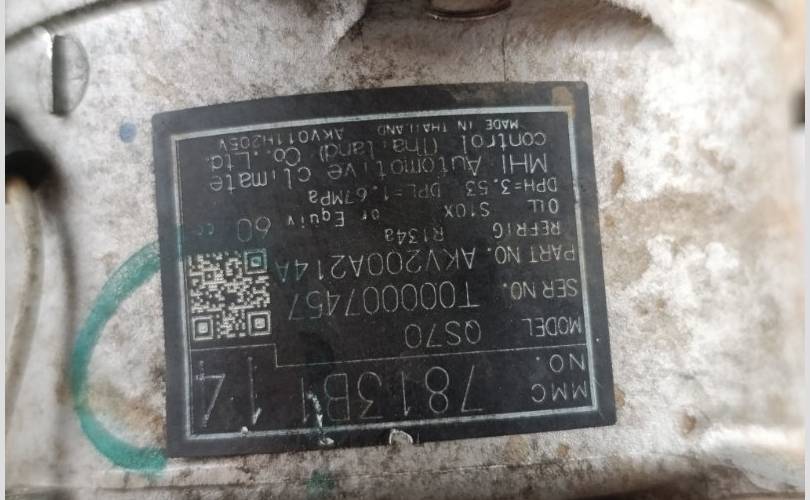 MMC NO. 7813B114
MODEL QS70
SER NO. T000007457
PART NO. AKV200A214A
REFRIG R134a
OIL S10X or Equiv 60 cc
DPH=3.53 DPL=1.67MPa
MHI Automotive Climate
Control (Thailand) Co.,Ltd.
AKV011H205V
MADE IN THAILAND